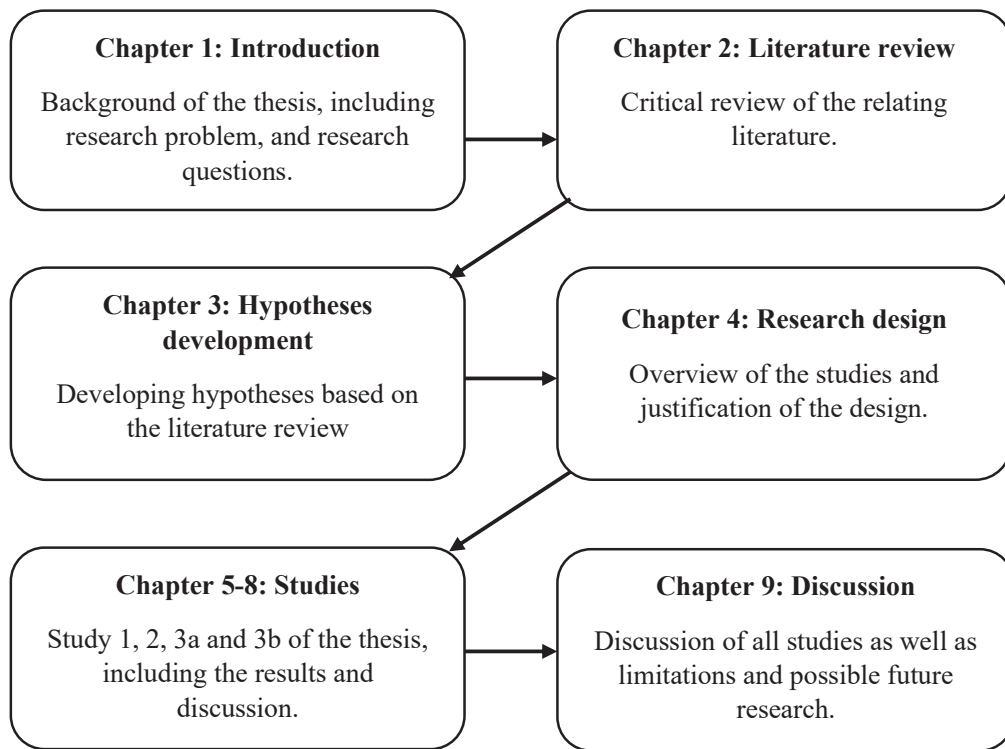 Chapter 1: Introduction
Background of the thesis, including
research problem, and research
questions.
Chapter 2: Literature review
Critical review of the relating
literature.
Chapter 3: Hypotheses
development
Developing hypotheses based on
the literature review
Chapter 4: Research design
Overview of the studies and
justification of the design.
Chapter 5-8: Studies
Study 1, 2, 3a and 3b of the thesis,
including the results and
discussion.
Chapter 9: Discussion
Discussion of all studies as well as
limitations and possible future
research.